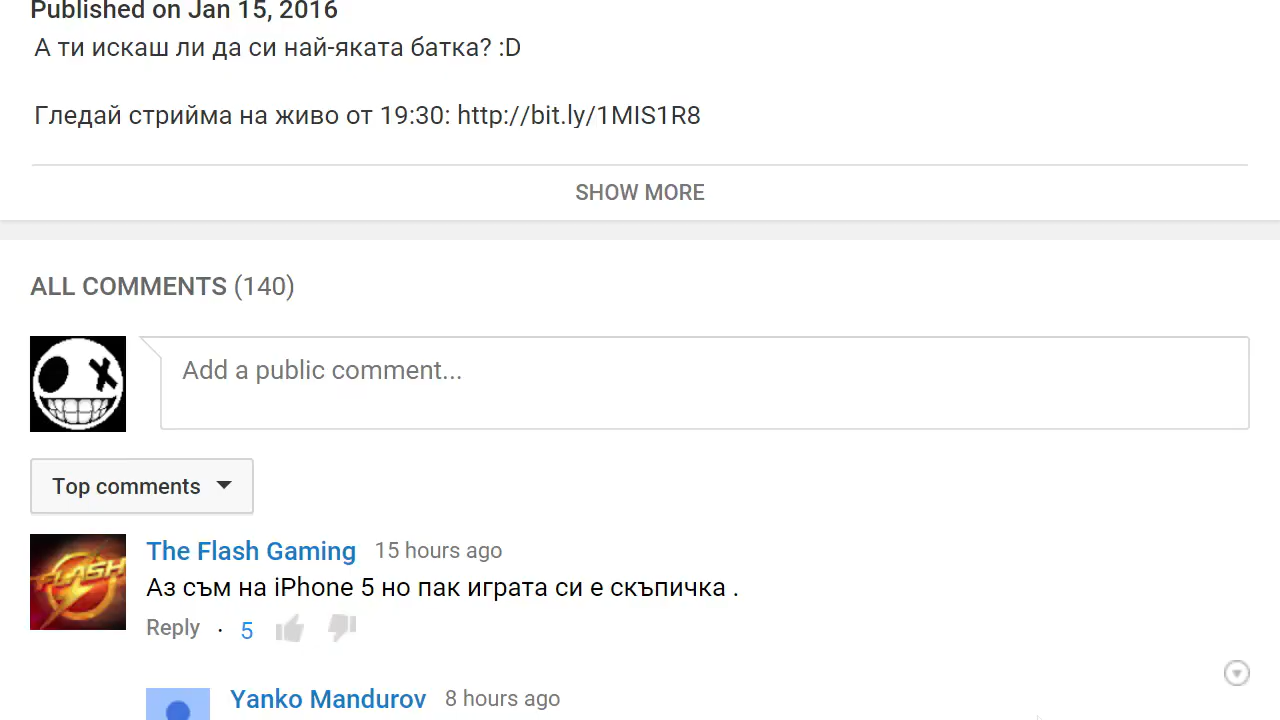 Published on Jan 15, 2016
А ти искаш ли да си най-яката батка? :D
Гледай стрийма на живо от 19:30: http://bit.ly/1MIS1R8
SHOW MORE
ALL COMMENTS (140)
Add a public comment...
Top comments
FLASH
The Flash Gaming 15 hours ago
Аз съм на iPhone 5 но пак играта си е скъпичка .
Reply · 5
Yanko Mandurov 8 hours ago